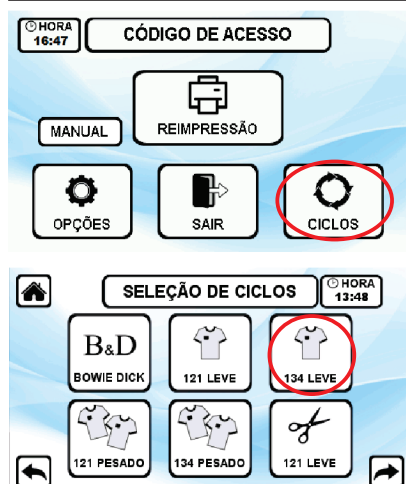 HORA
16:47
CÓDIGO DE ACESSO
MANUAL
REIMPRESSÃO
OPÇÕES
SAIR
CICLOS
SELEÇÃO DE CICLOS
HORA
13:48
B&D
BOWIE DICK
121 LEVE
134 LEVE
121 PESADO
134 PESADO
121 LEVE